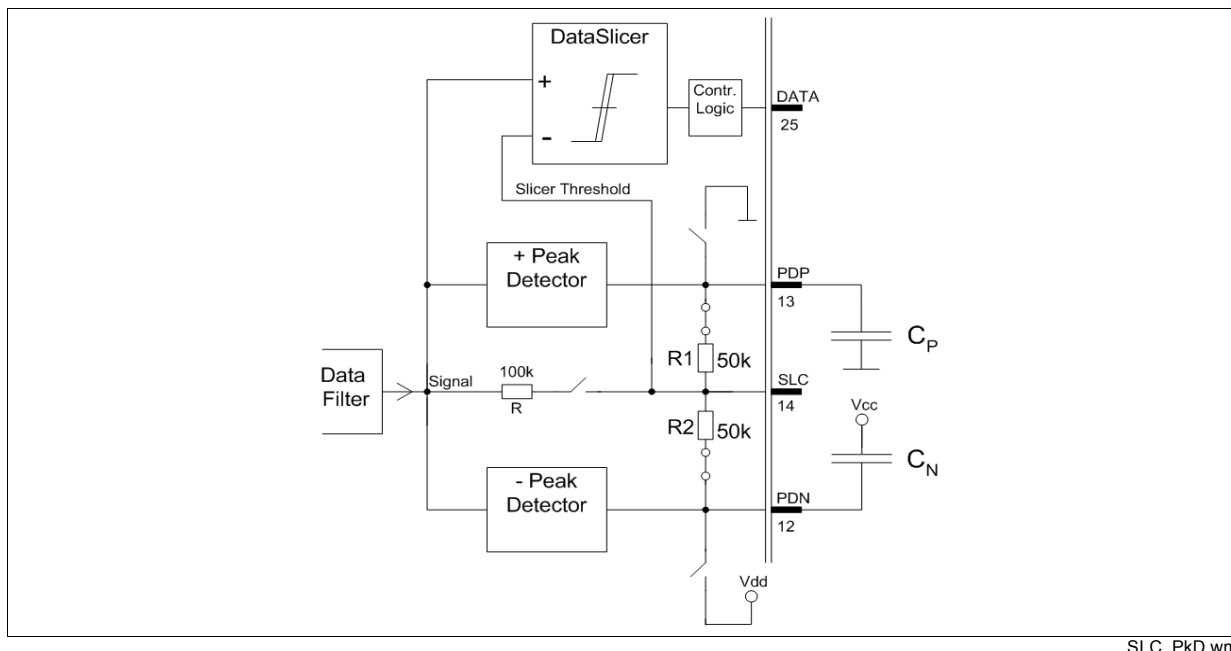 DataSlicer
+
-
Contr.
Logic
DATA
25
Slicer Threshold
+ Peak
Detector
PDP
13
R1
50k
C_P
Data
Filter
Signal
100k
R
SLC
14
R2
50k
Vcc
C_N
- Peak
Detector
PDN
12
Vdd